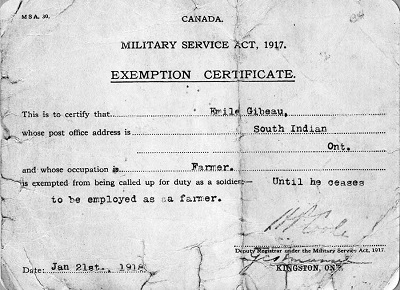 M S A. 30.
CANADA.
MILITARY SERVICE ACT, 1917.
EXEMPTION CERTIFICATE.
This is to certify that Emile Gibeau,
whose post office address is South Indian
Ont.
and whose occupation is Farmer.
is exempted from being called up for duty as a soldier:— Until he ceases
to be employed as a farmer.
Deputy Registrar under the Military Service Act, 1917.
KINGSTON, ONT.
Date: Jan 21st., 1918